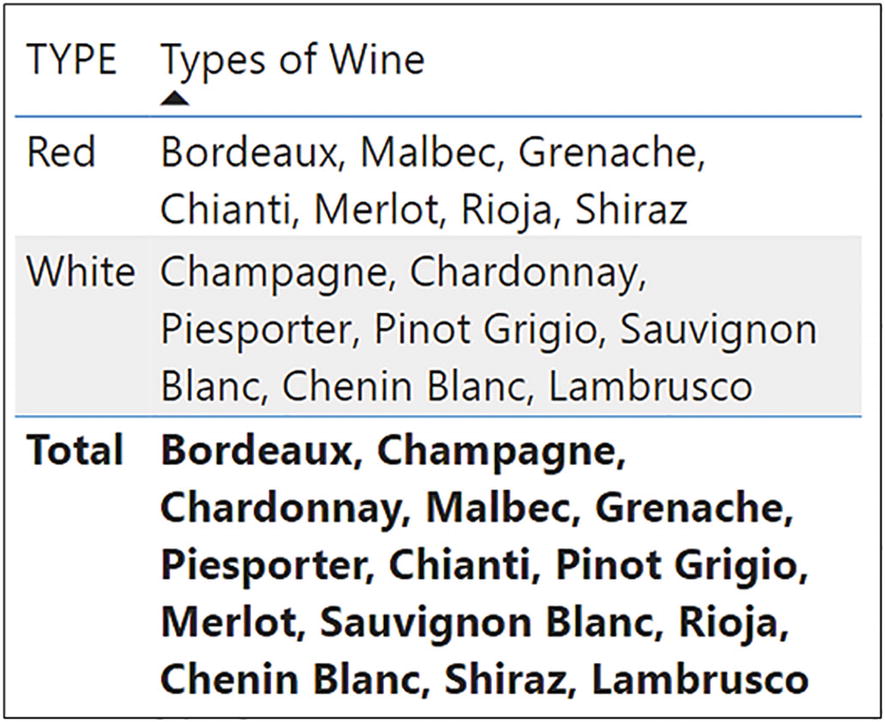 TYPE Types of Wine
Red Bordeaux, Malbec, Grenache,
Chianti, Merlot, Rioja, Shiraz
White Champagne, Chardonnay,
Piesporter, Pinot Grigio, Sauvignon
Blanc, Chenin Blanc, Lambrusco
Total Bordeaux, Champagne,
Chardonnay, Malbec, Grenache,
Piesporter, Chianti, Pinot Grigio,
Merlot, Sauvignon Blanc, Rioja,
Chenin Blanc, Shiraz, Lambrusco